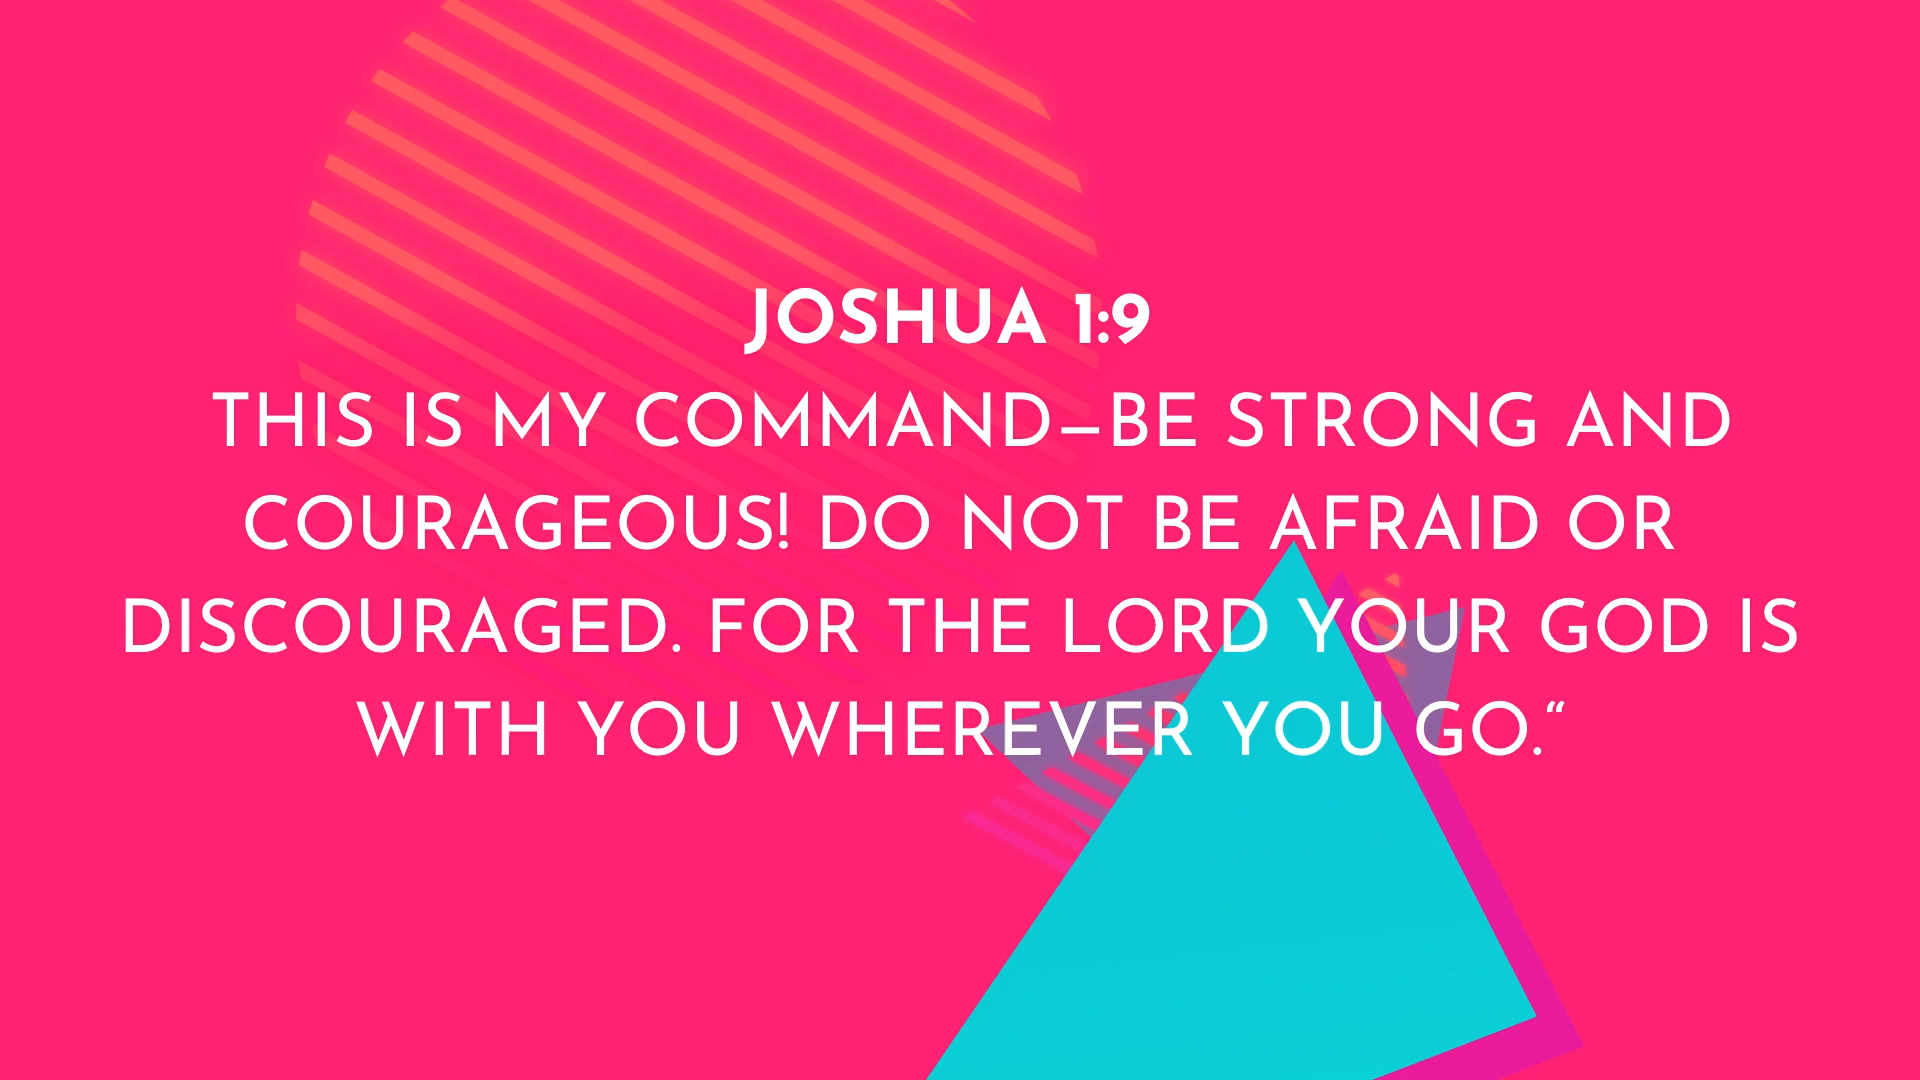 JOSHUA 1:9
THIS IS MY COMMAND—BE STRONG AND
COURAGEOUS! DO NOT BE AFRAID OR
DISCOURAGED. FOR THE LORD YOUR GOD IS
WITH YOU WHEREVER YOU GO.“